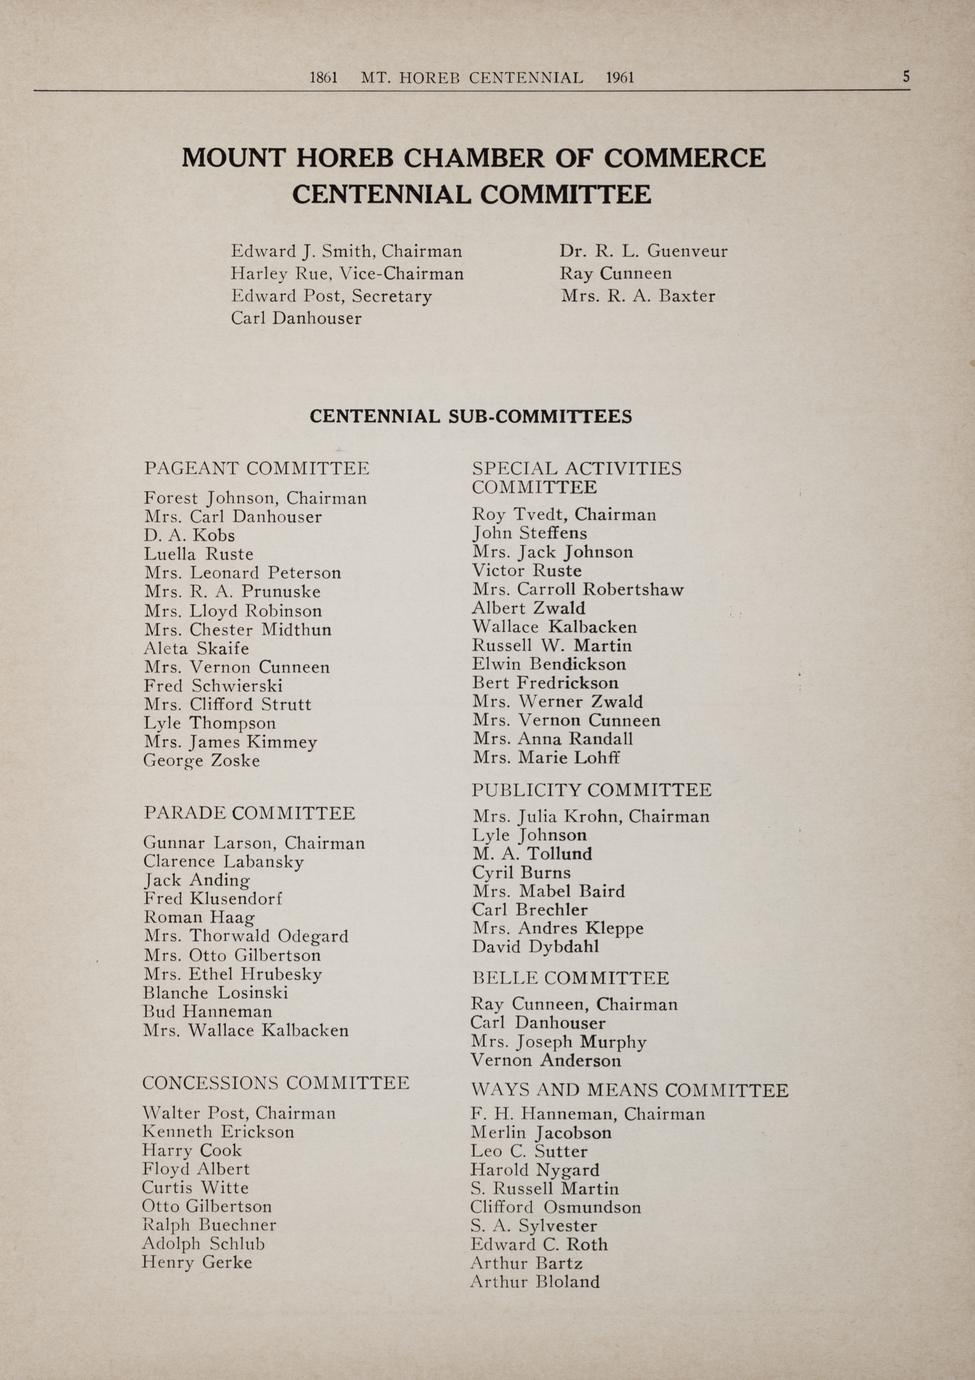 1861 MT. HOREB CENTENNIAL 1961 5
MOUNT HOREB CHAMBER OF COMMERCE
CENTENNIAL COMMITTEE
Edward J. Smith, Chairman
Harley Rue, Vice-Chairman
Edward Post, Secretary
Carl Danhouser
Dr. R. L. Guenveur
Ray Cunneen
Mrs. R. A. Baxter
CENTENNIAL SUB-COMMITTEES
PAGEANT COMMITTEE
Forest Johnson, Chairman
Mrs. Carl Danhouser
D. A. Kobs
Luella Ruste
Mrs. Leonard Peterson
Mrs. R. A. Prunuske
Mrs. Lloyd Robinson
Mrs. Chester Midthun
Aleta Skaife
Mrs. Vernon Cunneen
Fred Schwierski
Mrs. Clifford Strutt
Lyle Thompson
Mrs. James Kimmey
George Zoske
PARADE COMMITTEE
Gunnar Larson, Chairman
Clarence Labansky
Jack Anding
Fred Klusendorf
Roman Haag
Mrs. Thorwald Odegard
Mrs. Otto Gilbertson
Mrs. Ethel Hrubesky
Blanche Losinski
Bud Hanneman
Mrs. Wallace Kalbacken
CONCESSIONS COMMITTEE
Walter Post, Chairman
Kenneth Erickson
Harry Cook
Floyd Albert
Curtis Witte
Otto Gilbertson
Ralph Buechner
Adolph Schlub
Henry Gerke
SPECIAL ACTIVITIES
COMMITTEE
Roy Tvedt, Chairman
John Steffens
Mrs. Jack Johnson
Victor Ruste
Mrs. Carroll Robertshaw
Albert Zwald
Wallace Kalbacken
Russell W. Martin
Elwin Bendickson
Bert Fredrickson
Mrs. Werner Zwald
Mrs. Vernon Cunneen
Mrs. Anna Randall
Mrs. Marie Lohff
PUBLICITY COMMITTEE
Mrs. Julia Krohn, Chairman
Lyle Johnson
M. A. Tollund
Cyril Burns
Mrs. Mabel Baird
Carl Brechler
Mrs. Andres Kleppe
David Dybdahl
BELLE COMMITTEE
Ray Cunneen, Chairman
Carl Danhouser
Mrs. Joseph Murphy
Vernon Anderson
WAYS AND MEANS COMMITTEE
F. H. Hanneman, Chairman
Merlin Jacobson
Leo C. Sutter
Harold Nygard
S. Russell Martin
Clifford Osmundson
S. A. Sylvester
Edward C. Roth
Arthur Bartz
Arthur Bloland